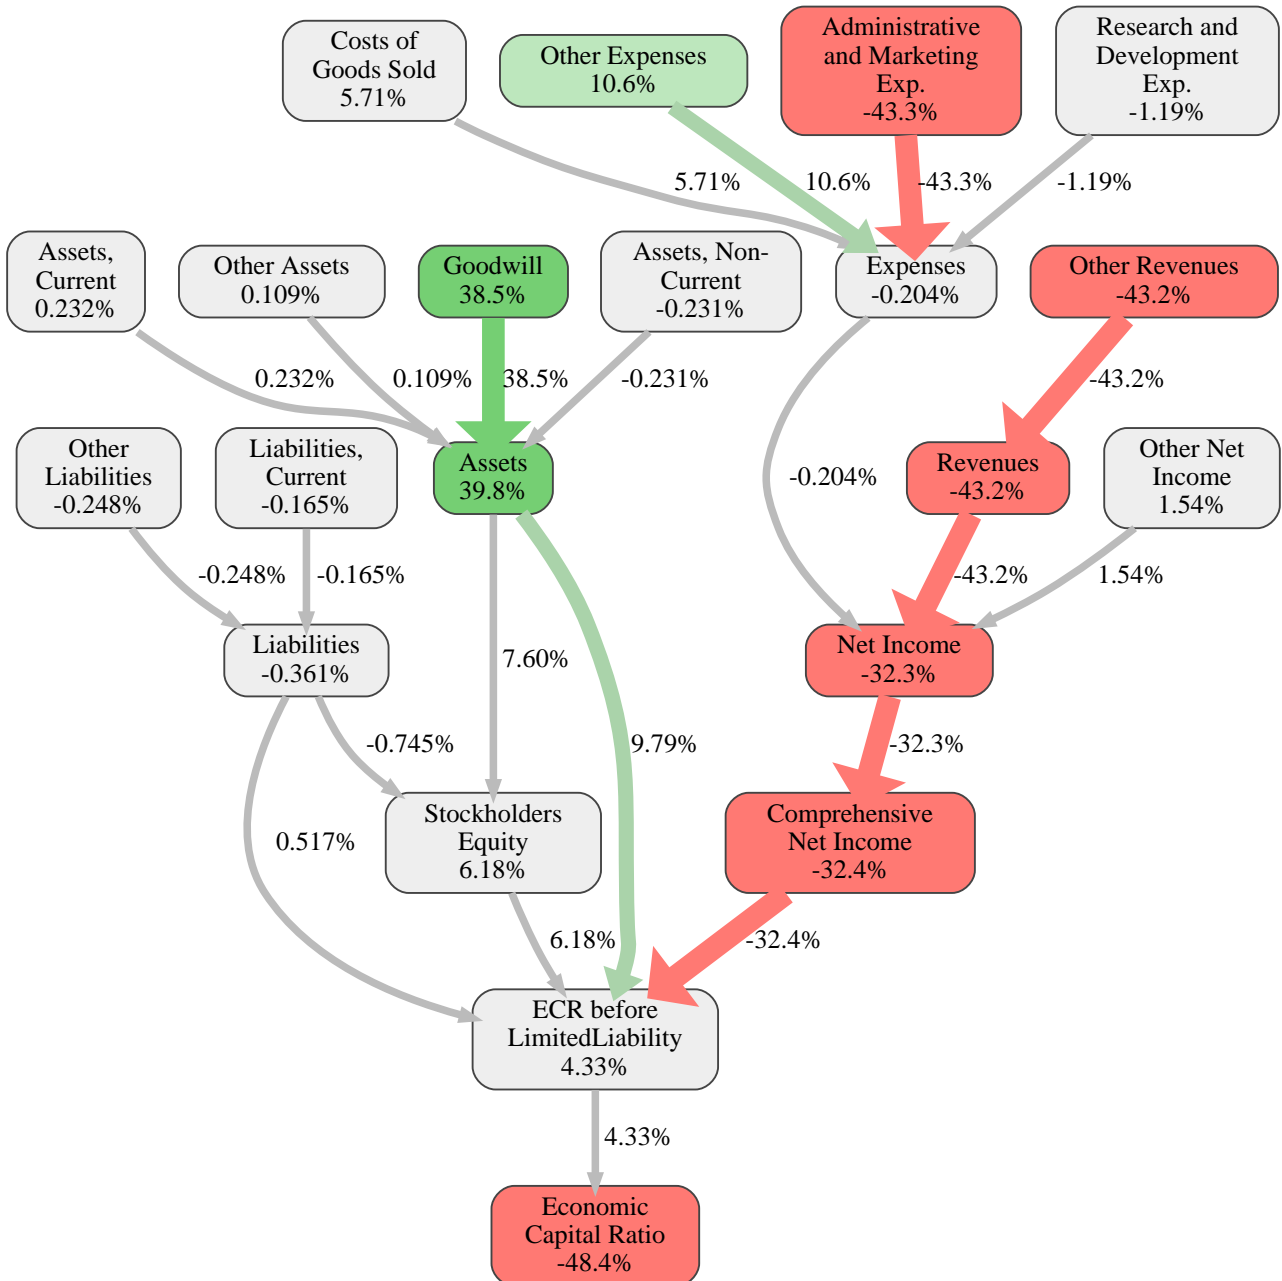 Costs of
Goods Sold
5.71%
Other Expenses
10.6%
Administrative
and Marketing
Exp.
-43.3%
Research and
Development
Exp.
-1.19%
5.71%
10.6%
-43.3%
-1.19%
Assets,
Current
0.232%
Other Assets
0.109%
Goodwill
38.5%
Assets, Non-
Current
-0.231%
Expenses
-0.204%
Other Revenues
-43.2%
0.232%
0.109%
38.5%
-0.231%
-43.2%
Other
Liabilities
-0.248%
Liabilities,
Current
-0.165%
Assets
39.8%
-0.204%
Revenues
-43.2%
Other Net
Income
1.54%
-0.248%
-0.165%
-43.2%
1.54%
Liabilities
-0.361%
7.60%
Net Income
-32.3%
-0.745%
9.79%
-32.3%
0.517%
Stockholders
Equity
6.18%
Comprehensive
Net Income
-32.4%
6.18%
-32.4%
ECR before
LimitedLiability
4.33%
4.33%
Economic
Capital Ratio
-48.4%